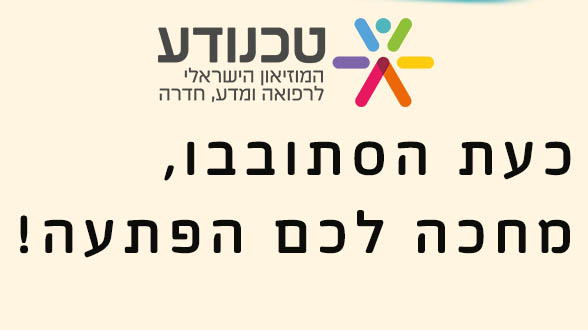 טכנודע
המוזיאון הישראלי
לרפואה ומדע, חדרה
כעת הסתובבו,
מחכה לכם הפתעה!